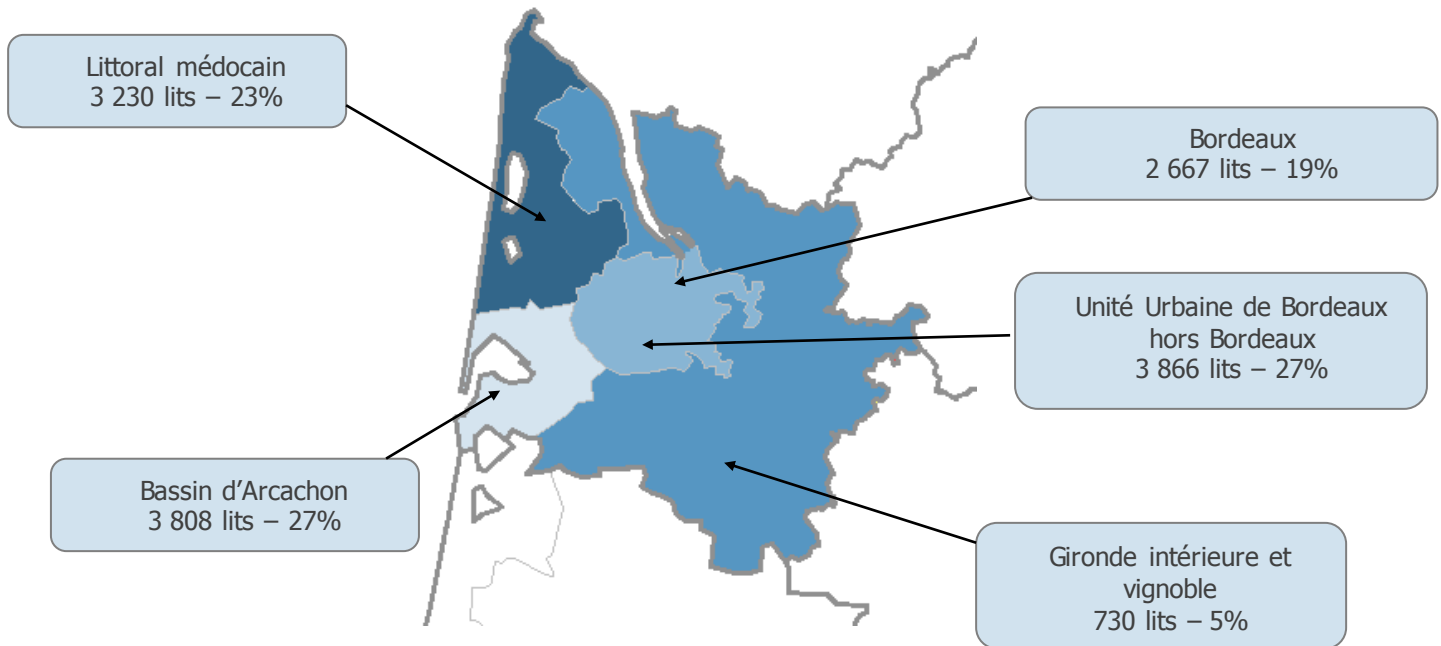 Littoral médocain
3 230 lits – 23%
Bordeaux
2 667 lits – 19%
Unité Urbaine de Bordeaux
hors Bordeaux
3 866 lits – 27%
Bassin d’Arcachon
3 808 lits – 27%
Gironde intérieure et
vignoble
730 lits – 5%